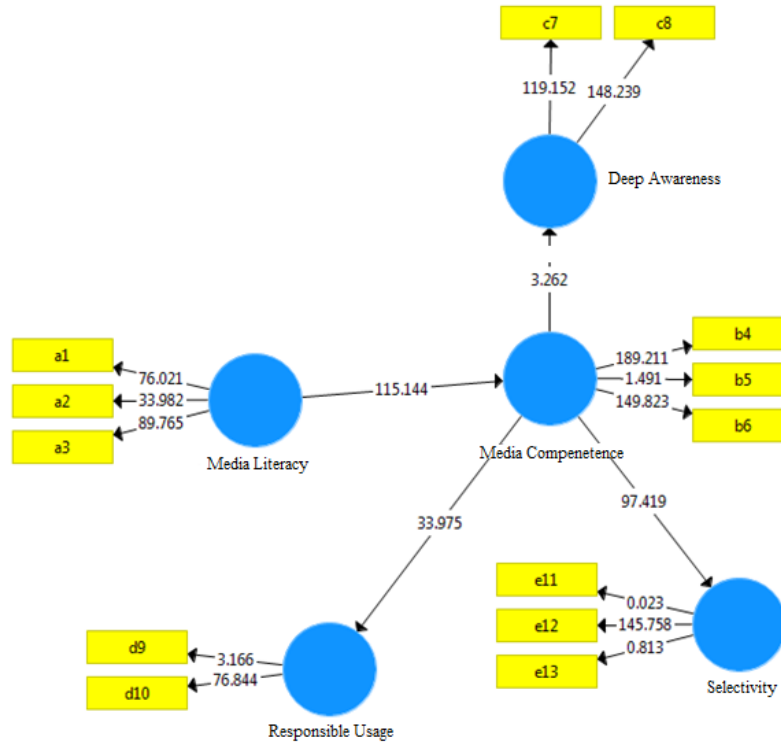 c7 c8
119.152 148.239
Deep Awareness
3.262
a1
a2
a3
76.021
33.982
89.765
Media Literacy
115.144
189.211
1.491
149.823
b4
b5
b6
Media Compenetence
33.975
97.419
d9
d10
3.166
76.844
Responsible Usage
e11
e12
e13
0.023
145.758
0.813
Selectivity